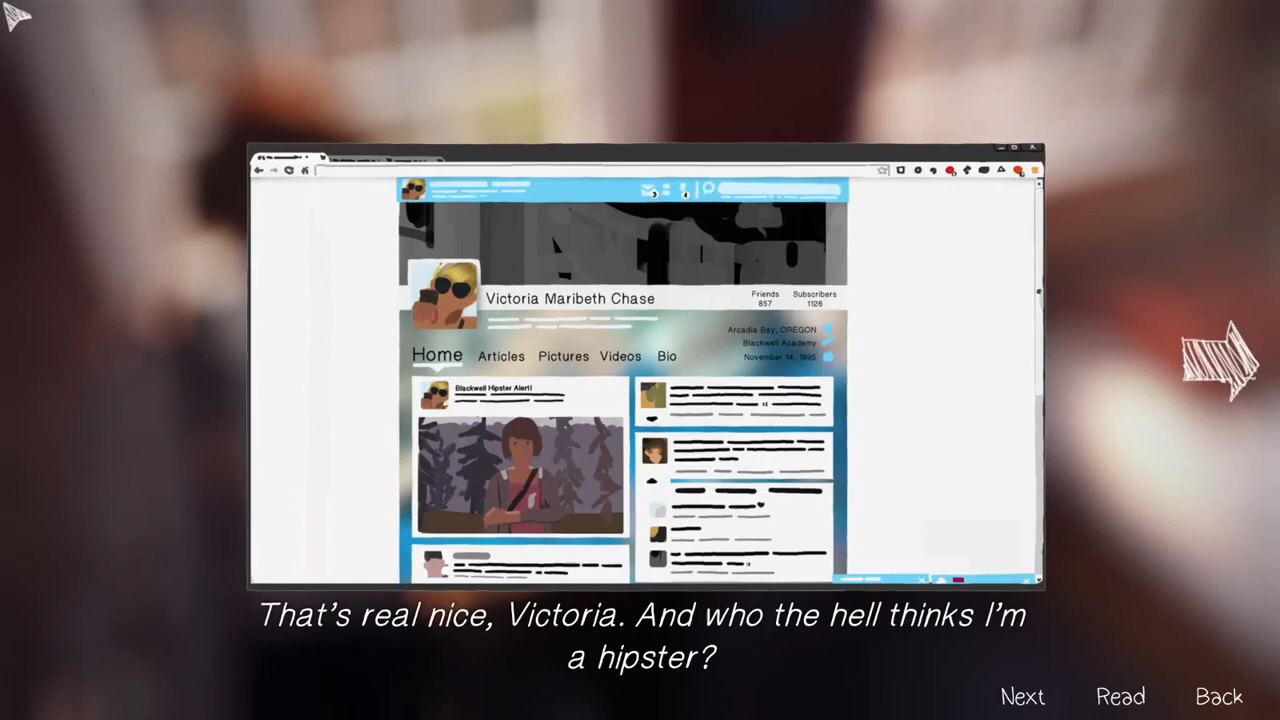 Victoria Maribeth Chase
Friends
857
Subscribers
1126
Arcadia Bay, OREGON
Blackwell Academy
November 14, 1995
Home Articles Pictures Videos Bio
Blackwell Hipster Alert!
That's real nice, Victoria. And who the hell thinks I'm
a hipster?
Next Read Back